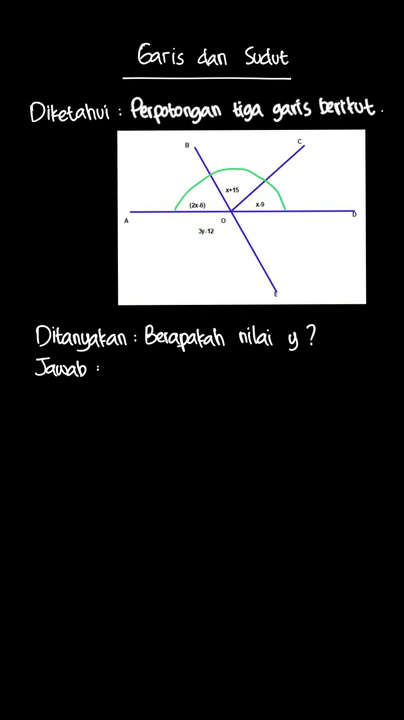 Garis dan Sudut
Diketahui : Perpotongan tiga garis berikut.
B
C
x+15
(2x-6)
x-9
A
O
D
3y-12
E
Ditanyakan : Berapakah nilai y ?
Jawab :